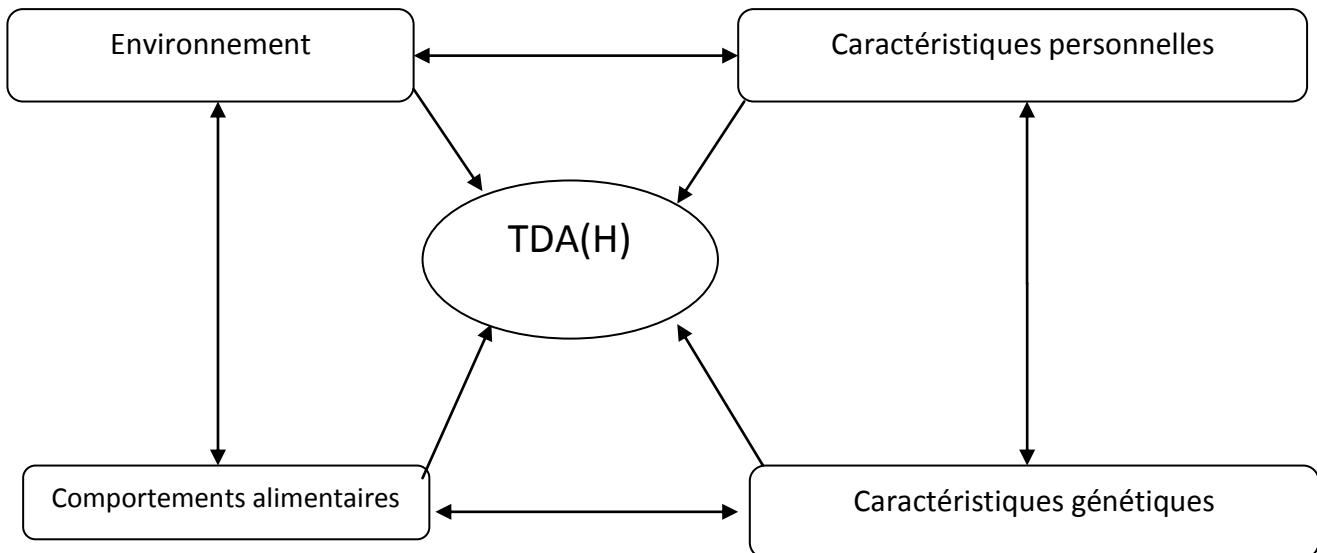 Environnement
Caractéristiques personnelles
TDA(H)
Comportements alimentaires
Caractéristiques génétiques